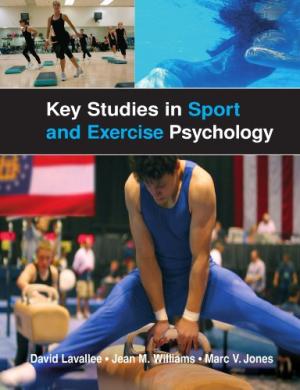 Key Studies in Sport
and Exercise Psychology
David Lavallee • Jean M. Williams • Marc V. Jones